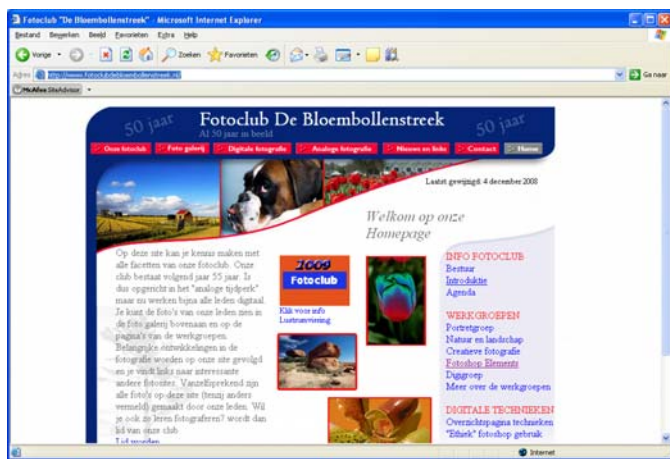 Fotoclub "De Bloembollenstreek" - Microsoft Internet Explorer
Bestand Bewerken Beeld Favorieten Extra Help
Vorige Zoeken Favorieten
Adres http://www.fotoclubdebloembollenstreek.nl/ Ga naar
McAfee SiteAdvisor
50 jaar Fotoclub De Bloembollenstreek 50 jaar
Al 50 jaar in beeld
Onze fotoclub Foto galerij Digitale fotografie Analoge fotografie Nieuws en links Contact Home
Laatst gewijzigd: 4 december 2008
Welkom op onze
Homepage
Op deze site kan je kennis maken met
alle facetten van onze fotoclub. Onze
club bestaat volgend jaar 55 jaar. Is
dus opgericht in het "analoge tijdperk"
maar nu werken bijna alle leden digitaal.
Je kunt de foto's van onze leden zien in
de foto galerij bovenaan en op de
pagina's van de werkgroepen.
Belangrijke ontwikkelingen in de
fotografie worden op onze site gevolgd
en je vindt links naar interessante
andere fotosites. Vanzelfsprekend zijn
alle foto's op deze site (tenzij anders
vermeld) gemaakt door onze leden. Wil
je ook zo leren fotograferen? wordt dan
lid van onze club
Lid worden
2009
Fotoclub
Klik voor info
Lustrumviering
INFO FOTOCLUB
Bestuur
Introduktie
Agenda
WERKGROEPEN
Portretgroep
Natuur en landschap
Creatieve fotografie
Fotoshop Elements
Digigroep
Meer over de werkgroepen
DIGITALE TECHNIEKEN
Overzichtspagina technieken
"Ethiek" fotoshop gebruik
Internet